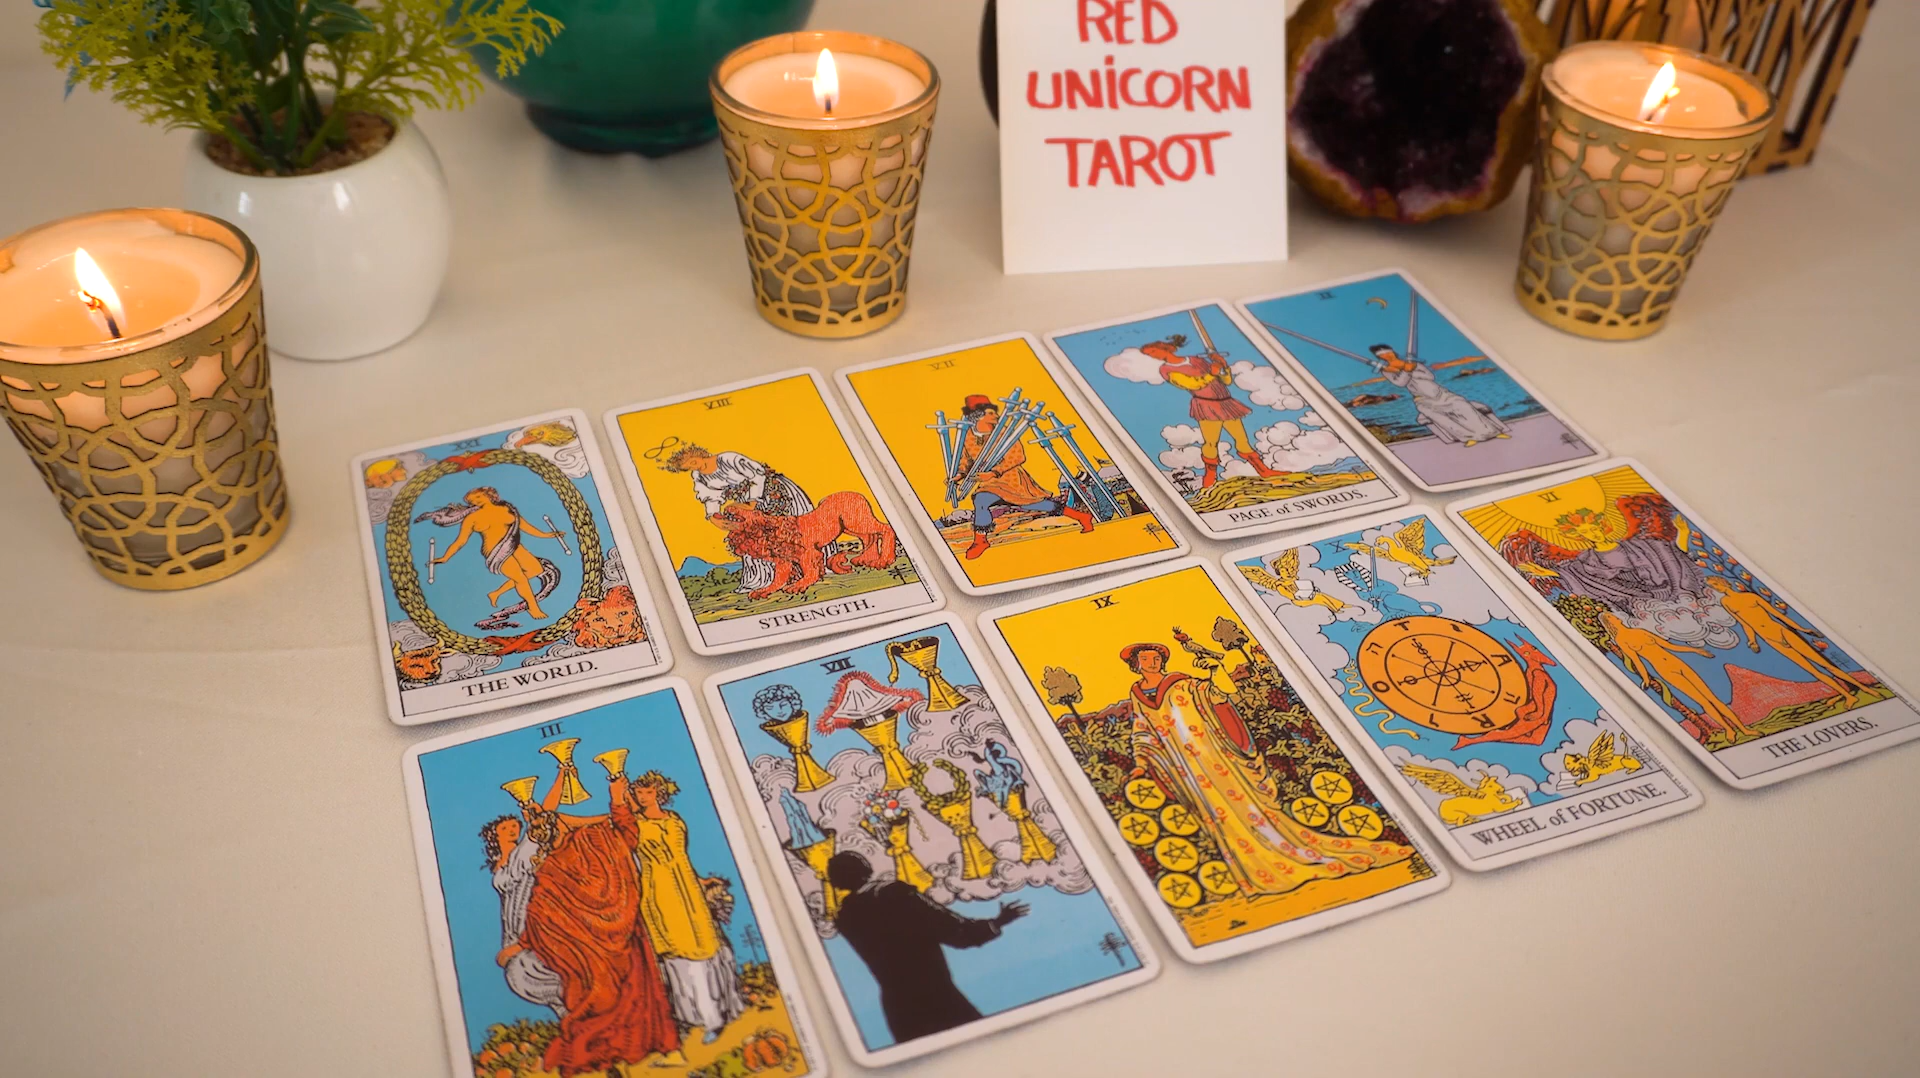 RED
UNICORN
TAROT
II
VII
PAGE of SWORDS.
VIII
STRENGTH.
XXI
THE WORLD.
VI
THE LOVERS.
X
WHEEL of FORTUNE.
IX
VII
III